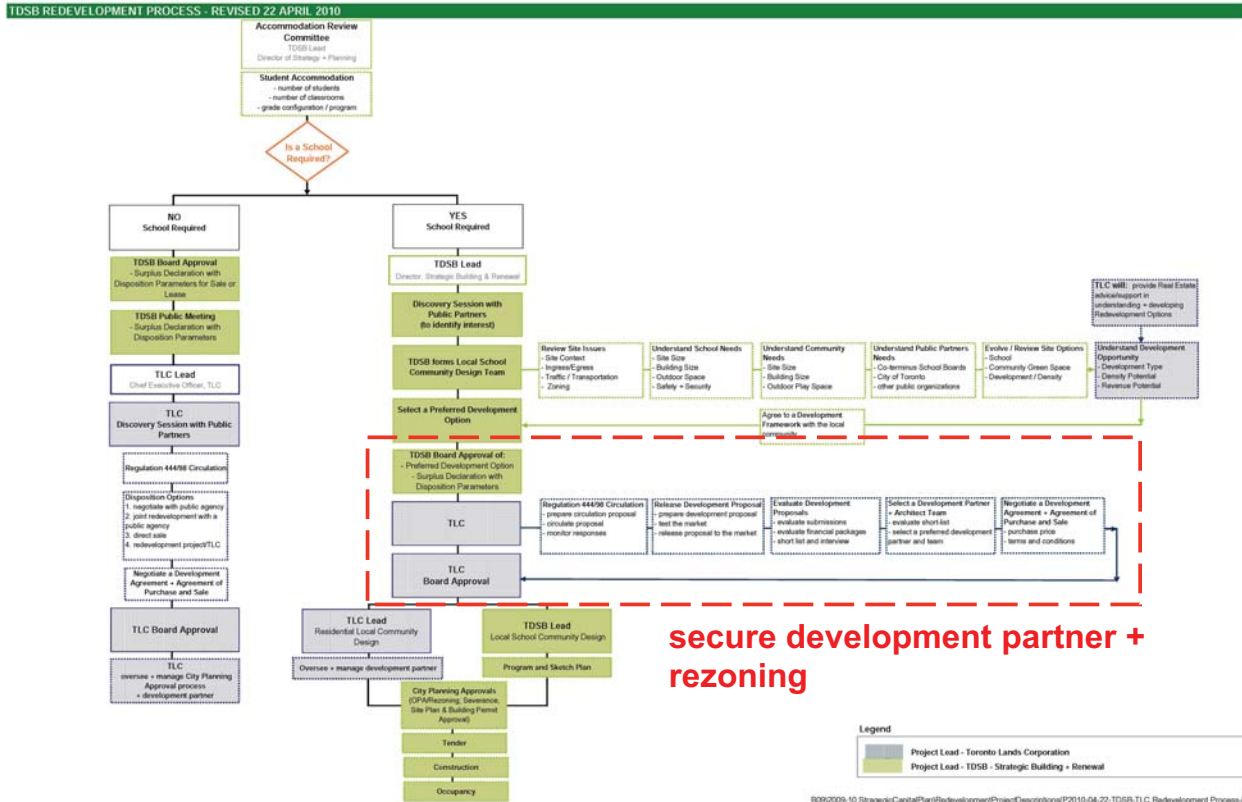 TDSB REDEVELOPMENT PROCESS - REVISED 22 APRIL 2010
Accommodation Review
Committee
TDSB Lead
Director of Strategy + Planning
Student Accommodation
- number of students
- number of classrooms
- grade configuration / program
Is a School
Required?
NO
School Required
TDSB Board Approval
- Surplus Declaration with
Disposition Parameters for Sale or
Lease
TDSB Public Meeting
- Surplus Declaration with
Disposition Parameters
TLC Lead
Chief Executive Officer, TLC
TLC
Discovery Session with Public
Partners
Regulation 444/98 Circulation
Disposition Options
1. negotiate with public agency
2. joint redevelopment with a
public agency
3. direct sale
4. redevelopment project/TLC
Negotiate a Development
Agreement + Agreement of
Purchase and Sale
TLC Board Approval
TLC
oversee + manage City Planning
Approval process
+ development partner
YES
School Required
TDSB Lead
Director, Strategic Building & Renewal
Discovery Session with
Public Partners
(to identify interest)
TDSB forms Local School
Community Design Team
Review Site Issues
- Site Context
- Ingress/Egress
- Traffic / Transportation
- Zoning
Understand School Needs
- Site Size
- Building Size
- Outdoor Space
- Safety + Security
Understand Community
Needs
- Site Size
- Building Size
- Outdoor Play Space
Understand Public Partners
Needs
- Co-terminus School Boards
- City of Toronto
- other public organizations
Evolve / Review Site Options
- School
- Community Green Space
- Development / Density
TLC will: provide Real Estate
advice/support in
understanding + developing
Redevelopment Options
Understand Development
Opportunity
- Development Type
- Density Potential
- Revenue Potential
Select a Preferred Development
Option
Agree to a Development
Framework with the local
community
TDSB Board Approval of:
- Preferred Development Option
- Surplus Declaration with
Disposition Parameters
TLC
Regulation 444/98 Circulation
- prepare circulation proposal
- circulate proposal
- monitor responses
Release Development Proposal
- prepare development proposal
- test the market
- release proposal to the market
Evaluate Development
Proposals
- evaluate submissions
- evaluate financial packages
- short list and interview
Select a Development Partner
+ Architect Team
- evaluate short-list
- select a preferred development
partner and team
Negotiate a Development
Agreement + Agreement of
Purchase and Sale
- purchase price
- terms and conditions
TLC
Board Approval
TLC Lead
Residential Local Community
Design
Oversee + manage development partner
TDSB Lead
Local School Community Design
Program and Sketch Plan
secure development partner +
rezoning
City Planning Approvals
(OPA/Rezoning; Severance,
Site Plan & Building Permit
Approval)
Tender
Construction
Occupancy
Legend
Project Lead - Toronto Lands Corporation
Project Lead - TDSB - Strategic Building + Renewal